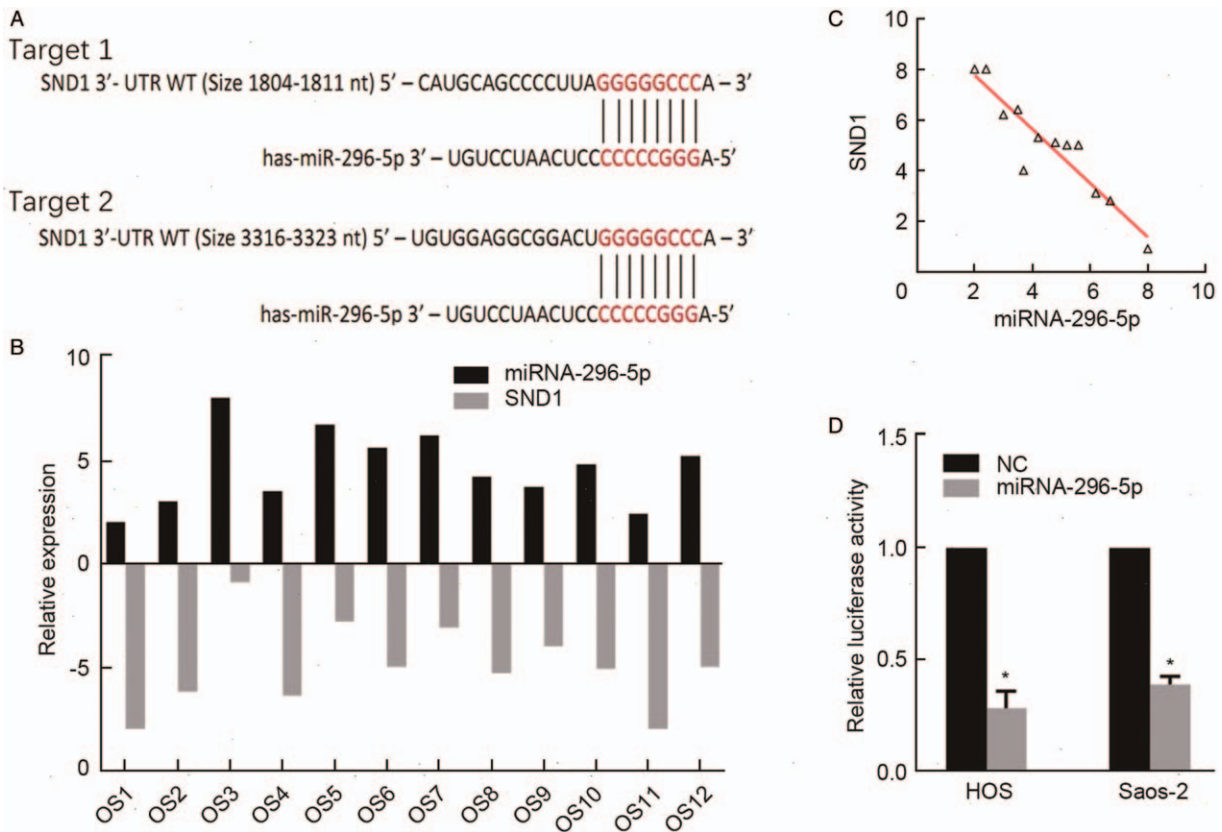 A
Target 1
SND1 3’- UTR WT (Size 1804-1811 nt) 5’ – CAUGCAGCCCCUUAGGGGGCCCA – 3’
has-miR-296-5p 3’ – UGUCCUAACUCCCCCCCGGGA-5’
Target 2
SND1 3’-UTR WT (Size 3316-3323 nt) 5’ – UGUGGAGGCGGACUGGGGGCCCA – 3’
has-miR-296-5p 3’ – UGUCCUAACUCCCCCCCGGGA-5’
B
10
5
0
-5
0
Relative expression
miRNA-296-5p
SND1
OS1 OS2 OS3 OS4 OS5 OS6 OS7 OS8 OS9 OS10 OS11 OS12
C
10
8
6
4
2
0
SND1
2 4 6 8 10
miRNA-296-5p
D
1.5
1.0
0.5
0.0
Relative luciferase activity
NC
miRNA-296-5p
* *
HOS Saos-2